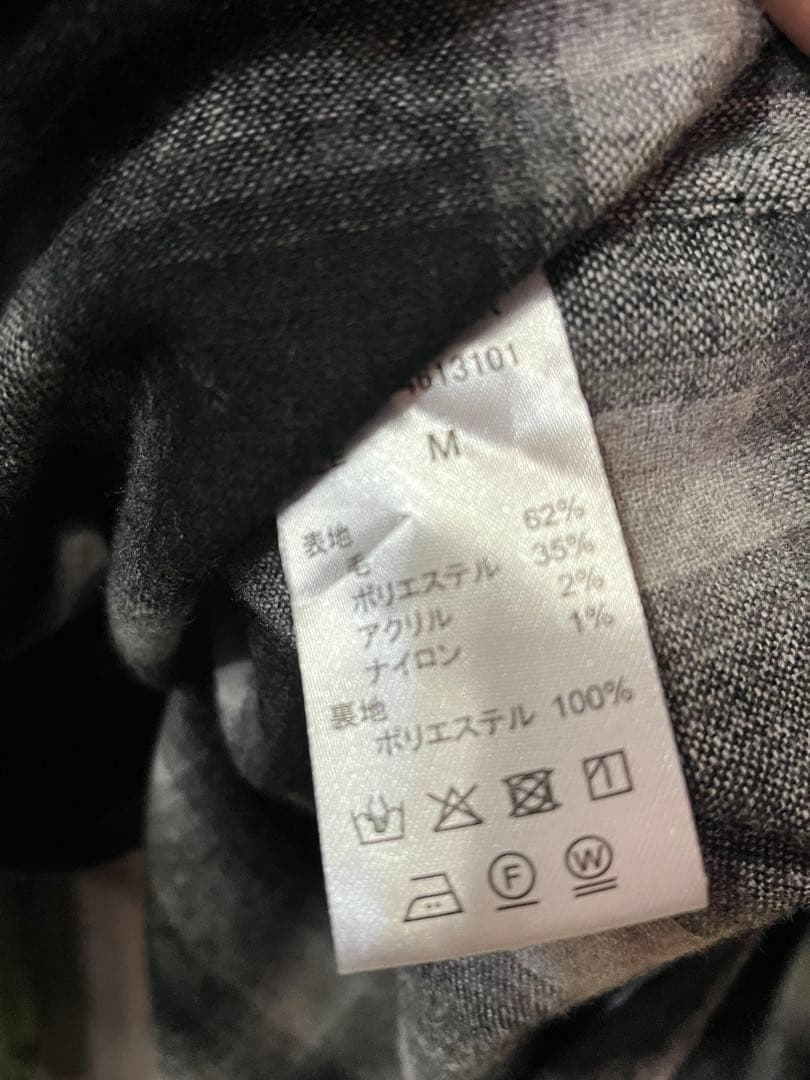 4613101
M
表地
毛 62%
ポリエステル 35%
アクリル 2%
ナイロン 1%
裏地
ポリエステル 100%
F W